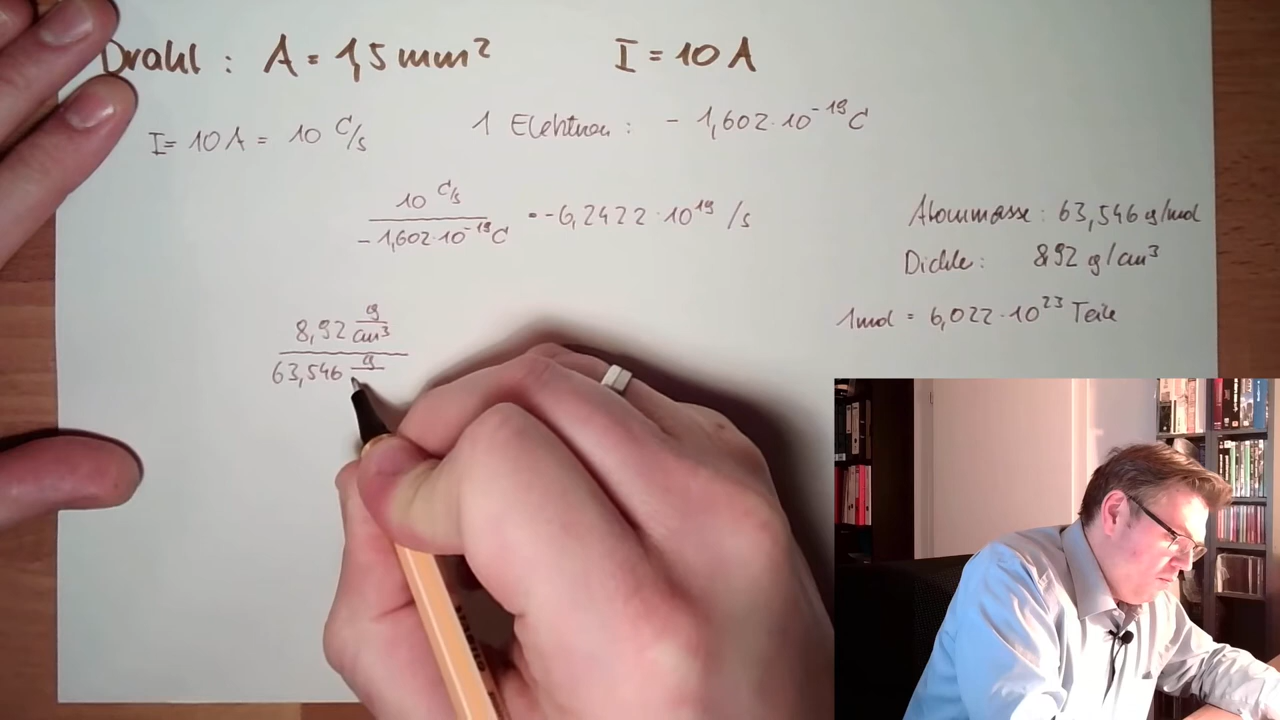 Draht : A = 1,5 mm² I = 10 A
I = 10 A = 10 C/s 1 Elektron : - 1,602 · 10⁻¹⁹ C
10 C/s
- 1,602 · 10⁻¹⁹ C
= -6,2422 · 10¹⁹ /s
Atommasse : 63,546 g/mol
Dichte : 8,92 g/cm³
1 mol = 6,022 · 10²³ Teile
8,92 g/cm³
63,546 g